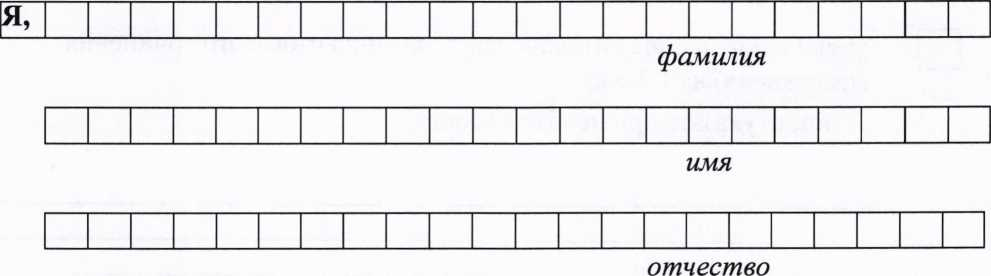 Я,
фамилия
имя
отчество